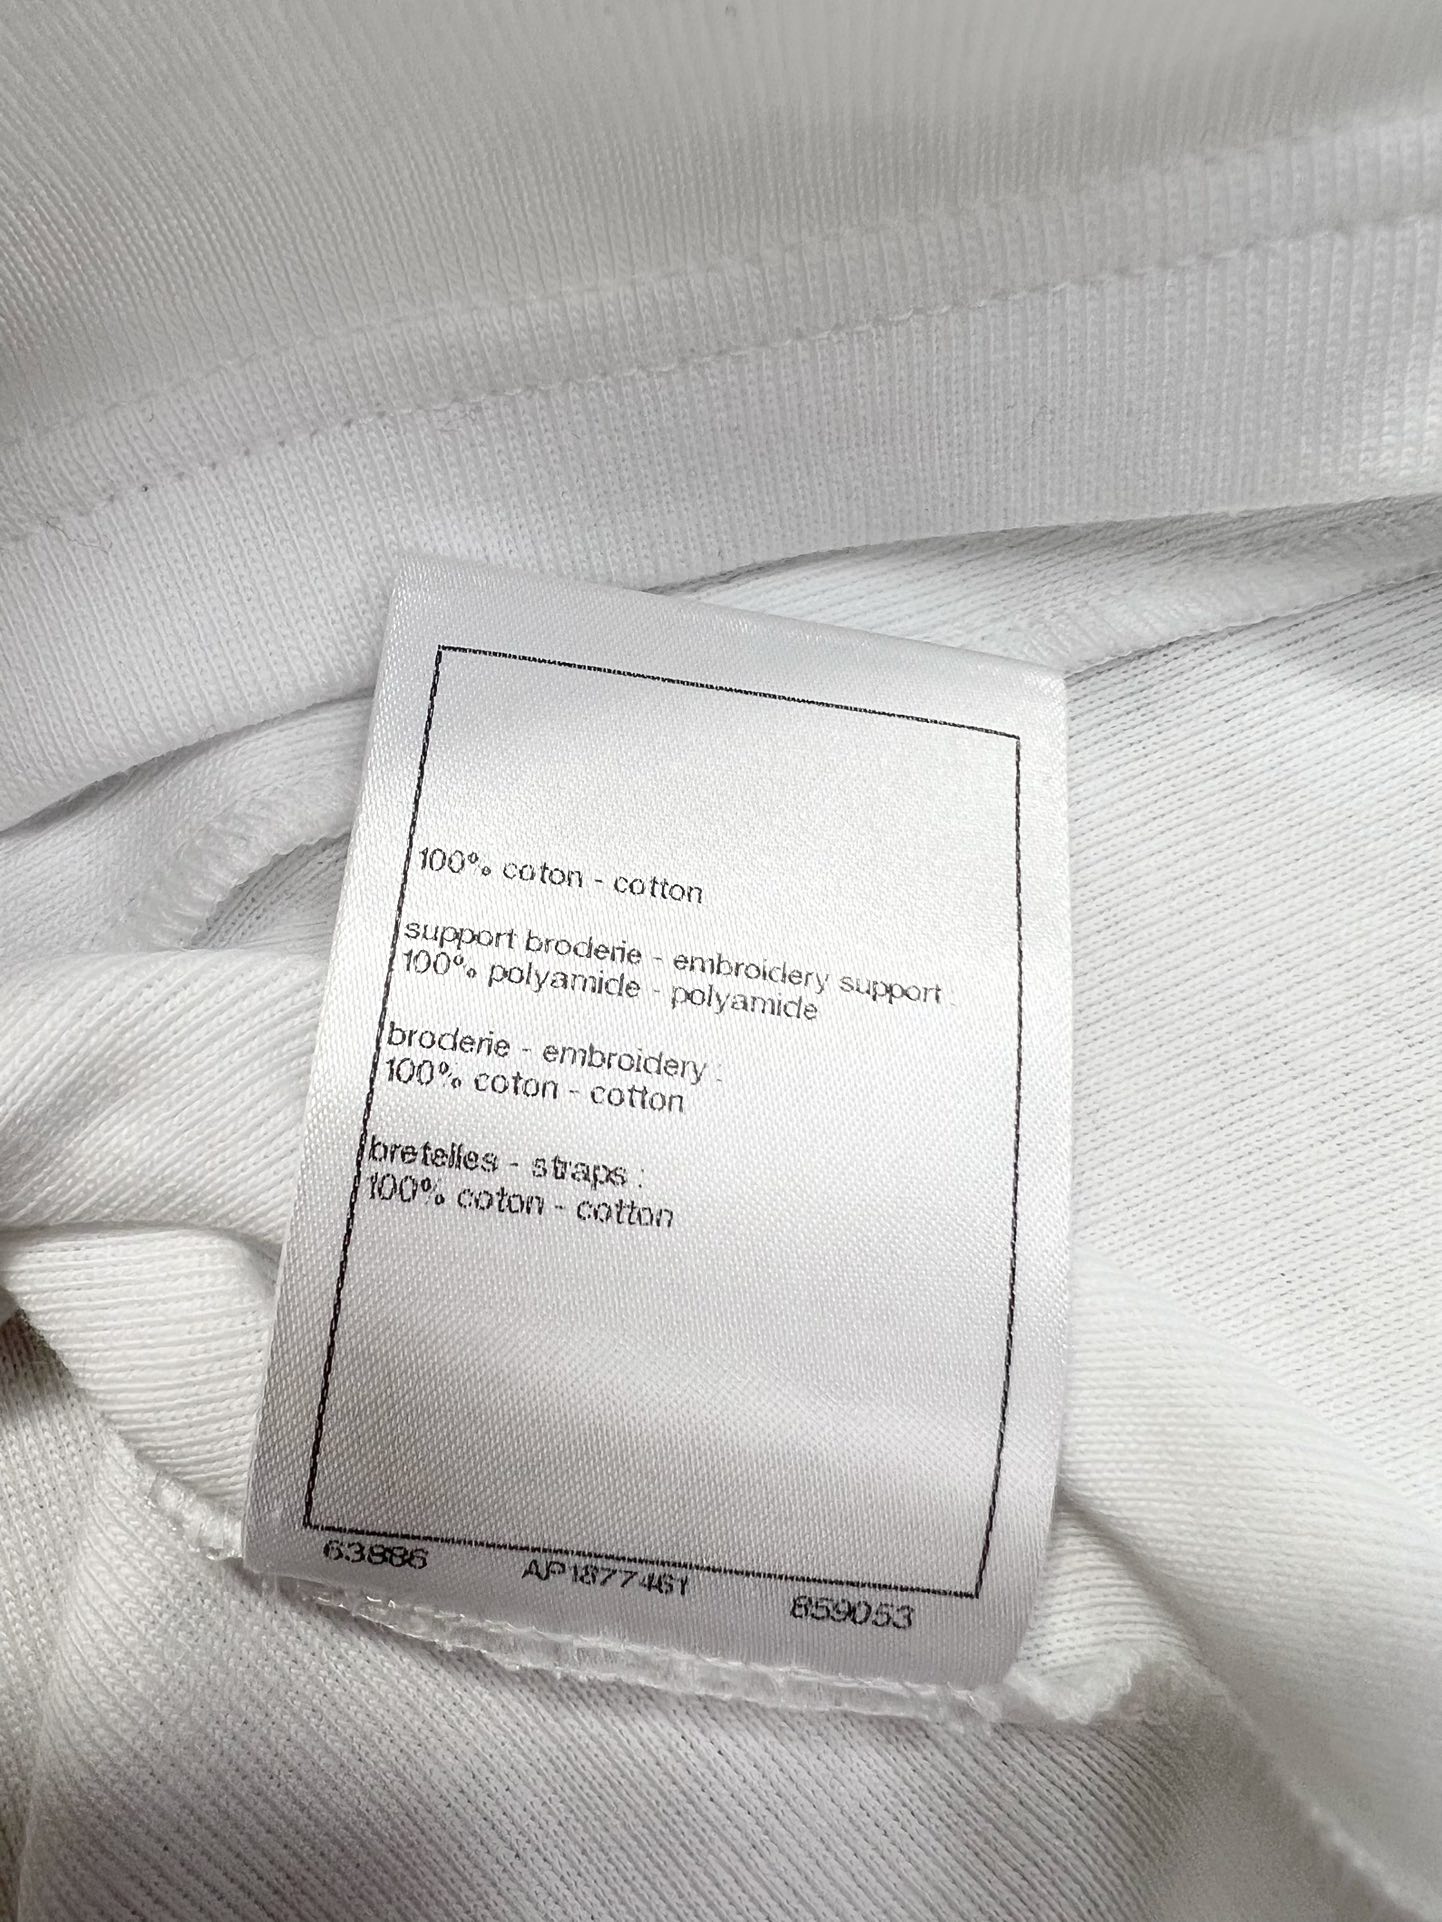 100% coton - cotton
support broderie - embroidery support :
100% polyamide - polyamide
broderie - embroidery :
100% coton - cotton
bretelles - straps :
100% coton - cotton
63886 AP1877461 859053